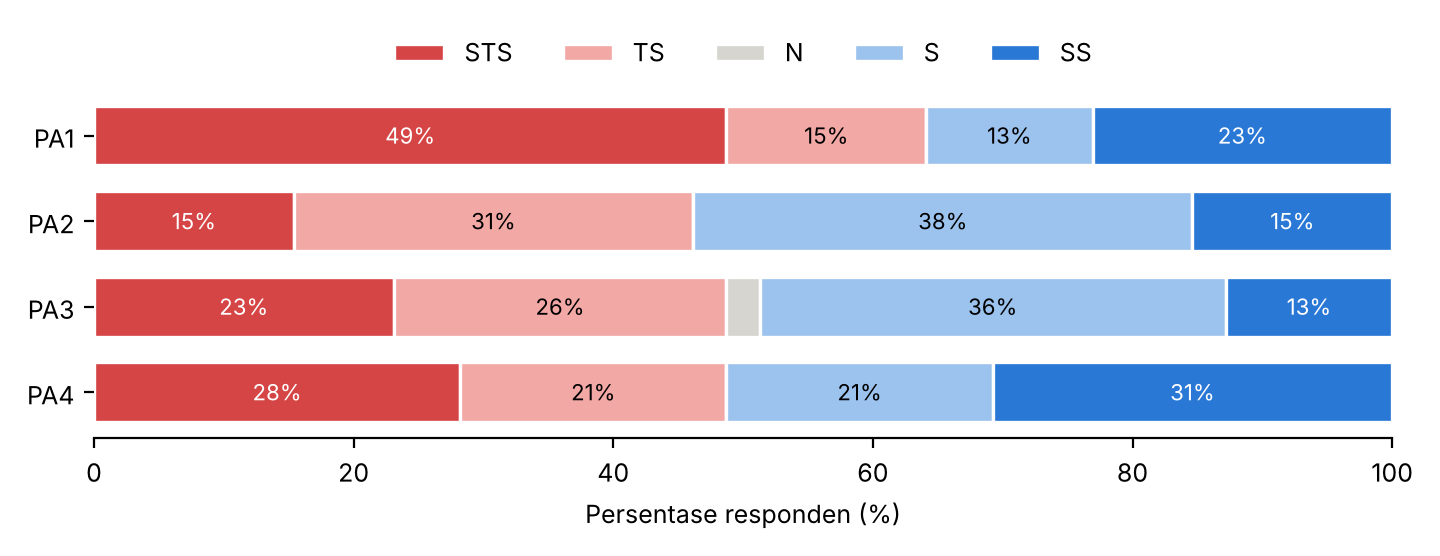 STS TS N S SS
PA1 49% 15% 13% 23%
PA2 15% 31% 38% 15%
PA3 23% 26% 36% 13%
PA4 28% 21% 21% 31%
0 20 40 60 80 100
Persentase responden (%)